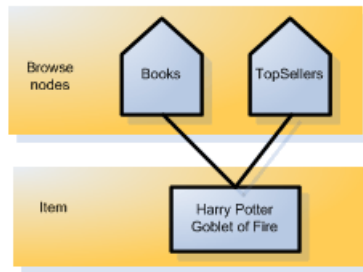 Browse
nodes
Books
TopSellers
Item
Harry Potter
Goblet of Fire